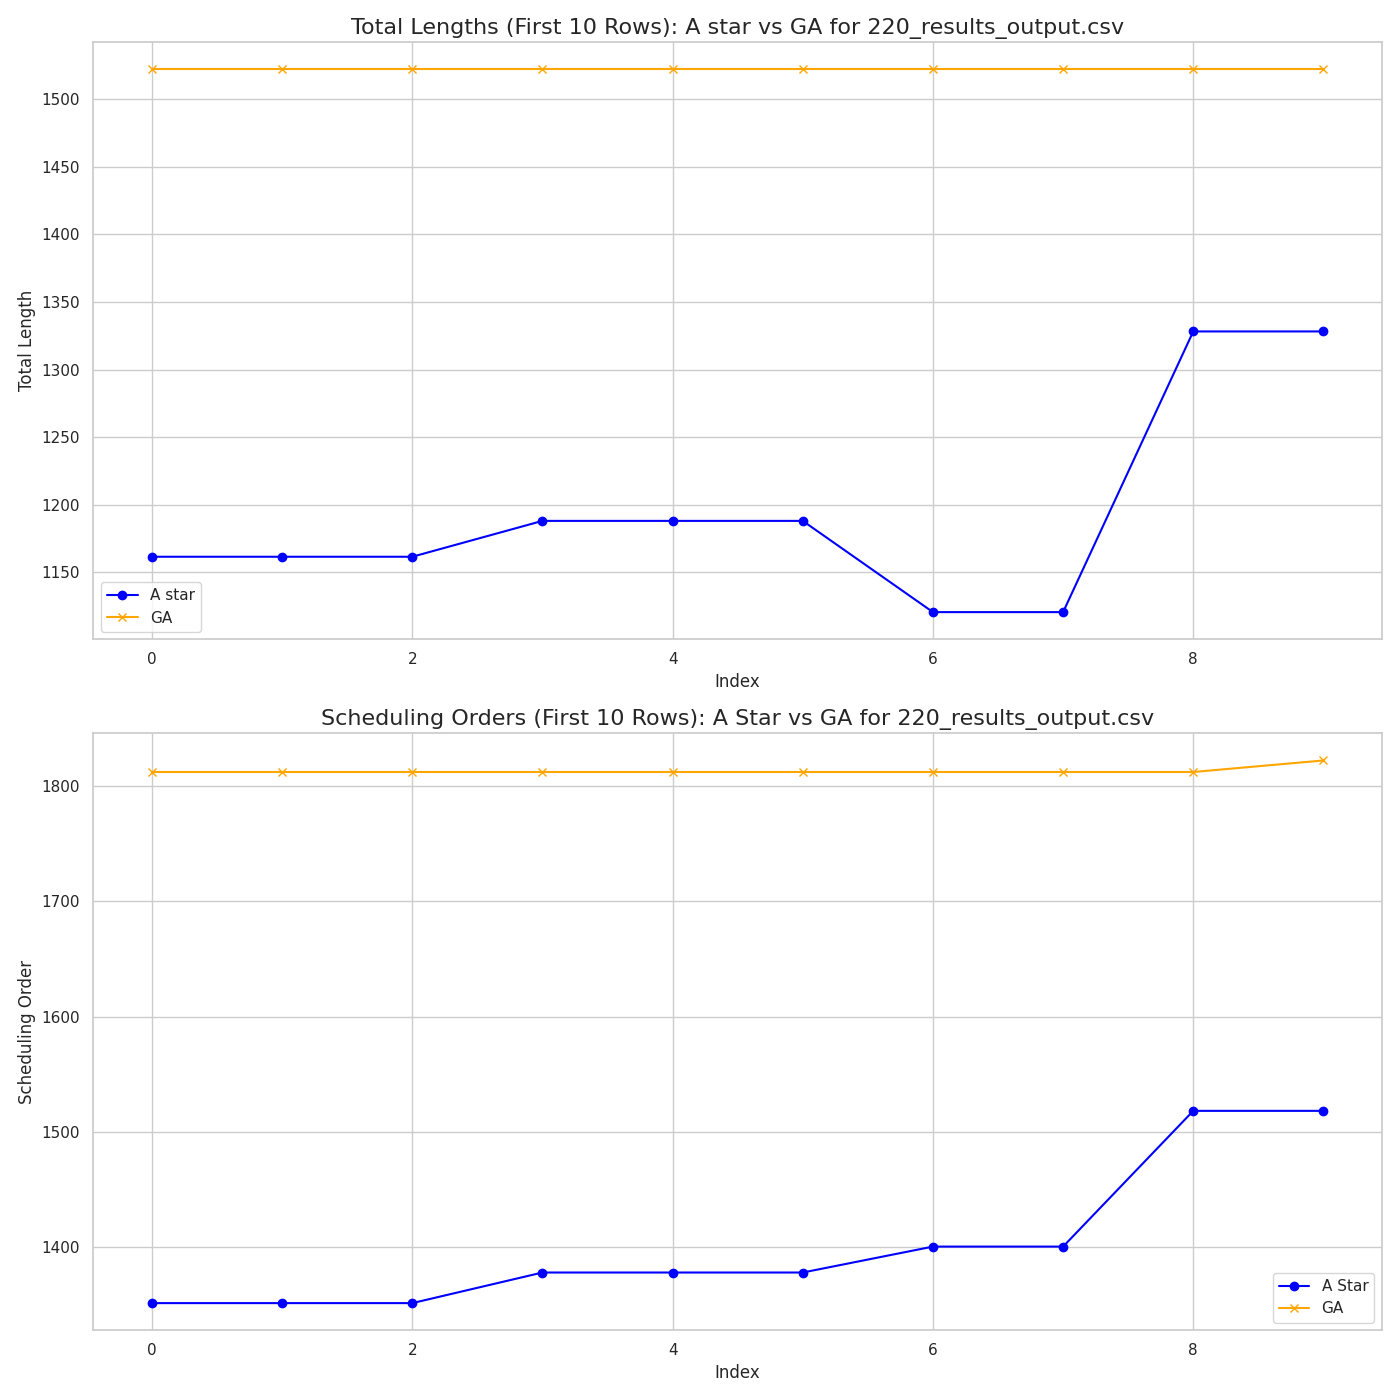 Total Lengths (First 10 Rows): A star vs GA for 220_results_output.csv
1500
1450
1400
1350
1300
1250
1200
1150
Total Length
A star
GA
0 2 4 6 8
Index
Scheduling Orders (First 10 Rows): A Star vs GA for 220_results_output.csv
1800
1700
1600
1500
1400
Scheduling Order
A Star
GA
0 2 4 6 8
Index